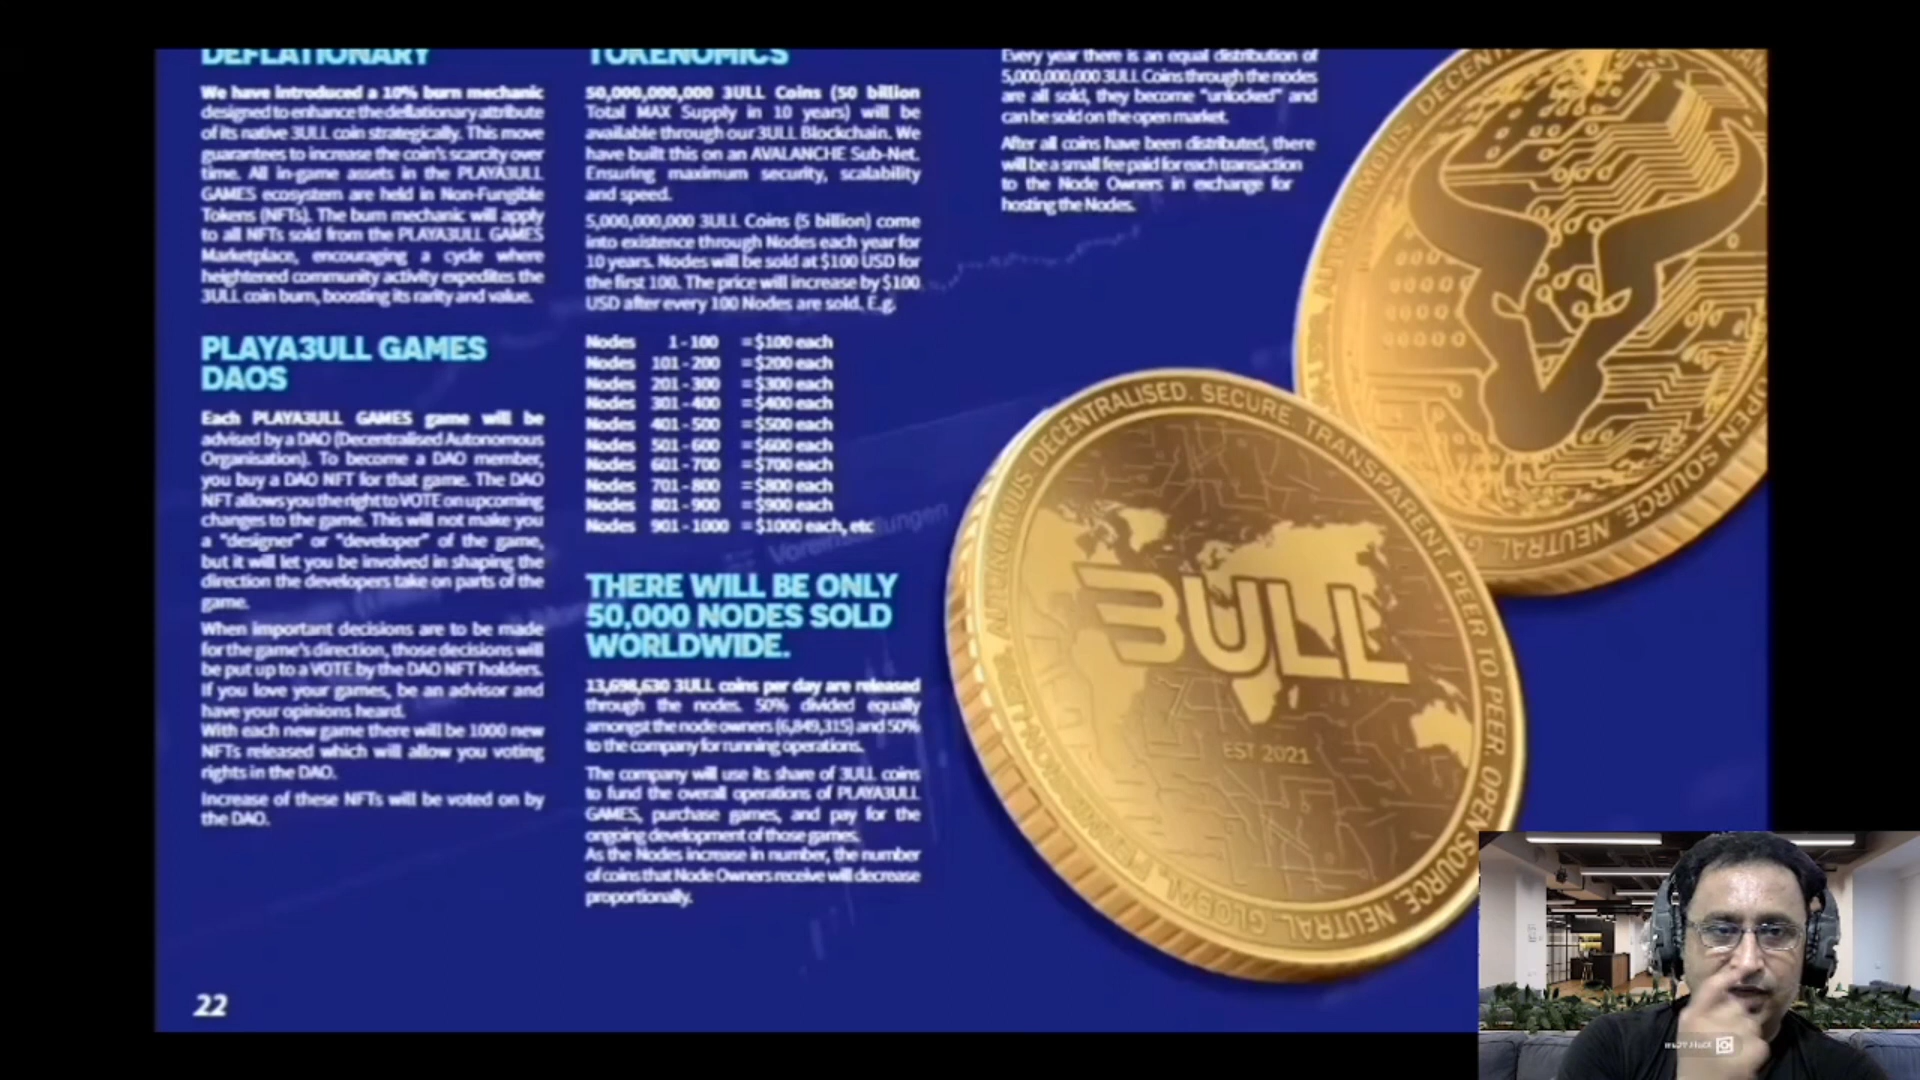 DEFLATIONARY
We have introduced a 10% burn mechanic
designed to enhance the deflationary attribute
of its native 3ULL coin strategically. This move
guarantees to increase the coin's scarcity over
time. All in-game assets in the PLAYA3ULL
GAMES ecosystem are held in Non-Fungible
Tokens (NFTs). The burn mechanic will apply
to all NFTs sold from the PLAYA3ULL GAMES
Marketplace, encouraging a cycle where
heightened community activity expedites the
3ULL coin burn, boosting its rarity and value.
PLAYA3ULL GAMES
DAOS
Each PLAYA3ULL GAMES game will be
advised by a DAO (Decentralised Autonomous
Organisation). To become a DAO member,
you buy a DAO NFT for that game. The DAO
NFT allows you the right to VOTE on upcoming
changes to the game. This will not make you
a "designer" or "developer" of the game,
but it will let you be involved in shaping the
direction the developers take on parts of the
game.
When important decisions are to be made
for the game's direction, those decisions will
be put up to a VOTE by the DAO NFT holders.
If you love your games, be an advisor and
have your opinions heard.
With each new game there will be 1000 new
NFTs released which will allow you voting
rights in the DAO.
Increase of these NFTs will be voted on by
the DAO.
22
TOKENOMICS
50,000,000,000 3ULL Coins (50 billion
Total MAX Supply in 10 years) will be
available through our 3ULL Blockchain. We
have built this on an AVALANCHE Sub-Net.
Ensuring maximum security, scalability
and speed.
5,000,000,000 3ULL Coins (5 billion) come
into existence through Nodes each year for
10 years. Nodes will be sold at $100 USD for
the first 100. The price will increase by $100
USD after every 100 Nodes are sold. E.g.
Nodes 1 - 100 = $100 each
Nodes 101 - 200 = $200 each
Nodes 201 - 300 = $300 each
Nodes 301 - 400 = $400 each
Nodes 401 - 500 = $500 each
Nodes 501 - 600 = $600 each
Nodes 601 - 700 = $700 each
Nodes 701 - 800 = $800 each
Nodes 801 - 900 = $900 each
Nodes 901 - 1000 = $1000 each, etc
THERE WILL BE ONLY
50,000 NODES SOLD
WORLDWIDE.
13,698,630 3ULL coins per day are released
through the nodes. 50% divided equally
amongst the node owners (6,849,315) and 50%
to the company for running operations.
The company will use its share of 3ULL coins
to fund the overall operations of PLAYA3ULL
GAMES, purchase games, and pay for the
ongoing development of those games.
As the Nodes increase in number, the number
of coins that Node Owners receive will decrease
proportionally.
Every year there is an equal distribution of
5,000,000,000 3ULL Coins through the nodes
are all sold, they become "unlocked" and
can be sold on the open market.
After all coins have been distributed, there
will be a small fee paid for each transaction
to the Node Owners in exchange for
hosting the Nodes.
AUTONOMOUS. DECENTRALISED. SECURE. TRANSPARENT. PEER TO PEER. OPEN SOURCE. NEUTRAL. GLOBAL.
3ULL
EST 2021
AUTONOMOUS. DECENT
OPEN SOURCE. NEUTRAL. G